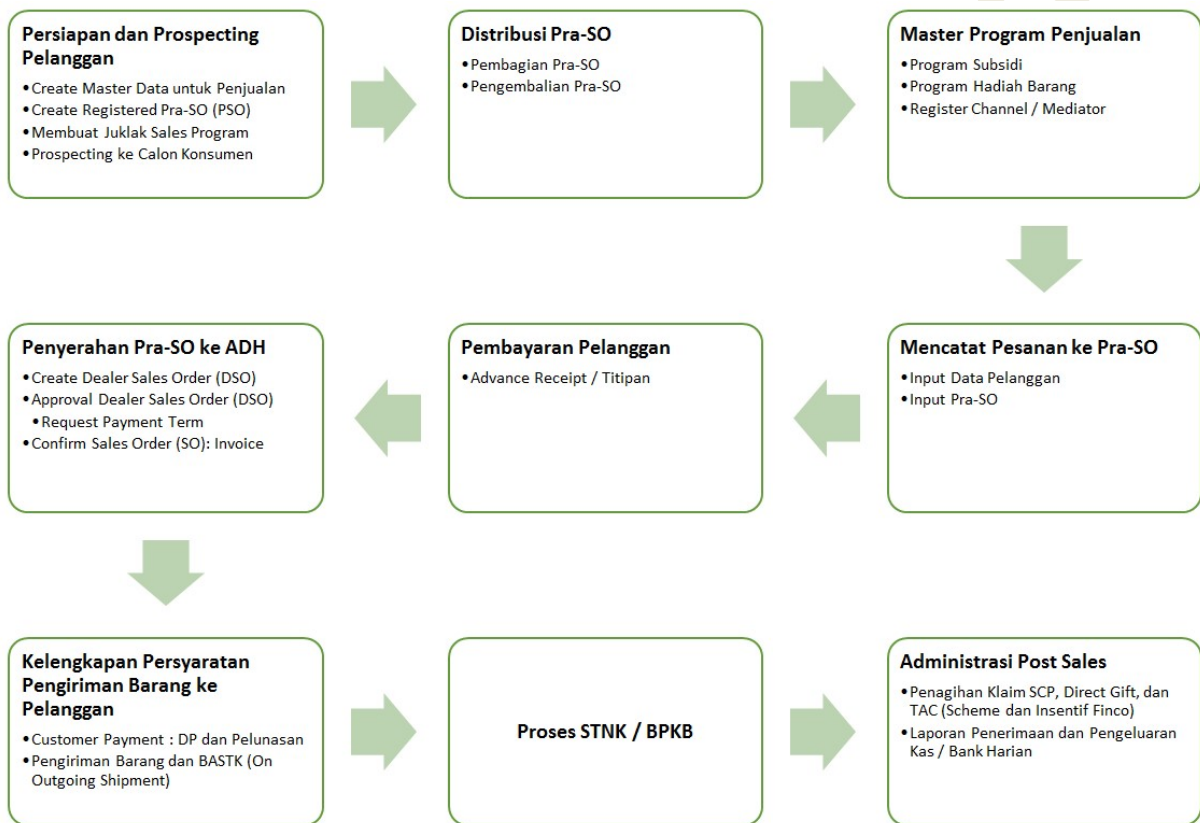 Persiapan dan Prospecting
Pelanggan
•Create Master Data untuk Penjualan
•Create Registered Pra-SO (PSO)
•Membuat Juklak Sales Program
•Prospecting ke Calon Konsumen
Distribusi Pra-SO
•Pembagian Pra-SO
•Pengembalian Pra-SO
Master Program Penjualan
•Program Subsidi
•Program Hadiah Barang
•Register Channel / Mediator
Mencatat Pesanan ke Pra-SO
•Input Data Pelanggan
•Input Pra-SO
Pembayaran Pelanggan
•Advance Receipt / Titipan
Penyerahan Pra-SO ke ADH
•Create Dealer Sales Order (DSO)
•Approval Dealer Sales Order (DSO)
•Request Payment Term
•Confirm Sales Order (SO): Invoice
Kelengkapan Persyaratan
Pengiriman Barang ke
Pelanggan
•Customer Payment : DP dan Pelunasan
•Pengiriman Barang dan BASTK (On
Outgoing Shipment)
Proses STNK / BPKB
Administrasi Post Sales
•Penagihan Klaim SCP, Direct Gift, dan
TAC (Scheme dan Insentif Finco)
•Laporan Penerimaan dan Pengeluaran
Kas / Bank Harian